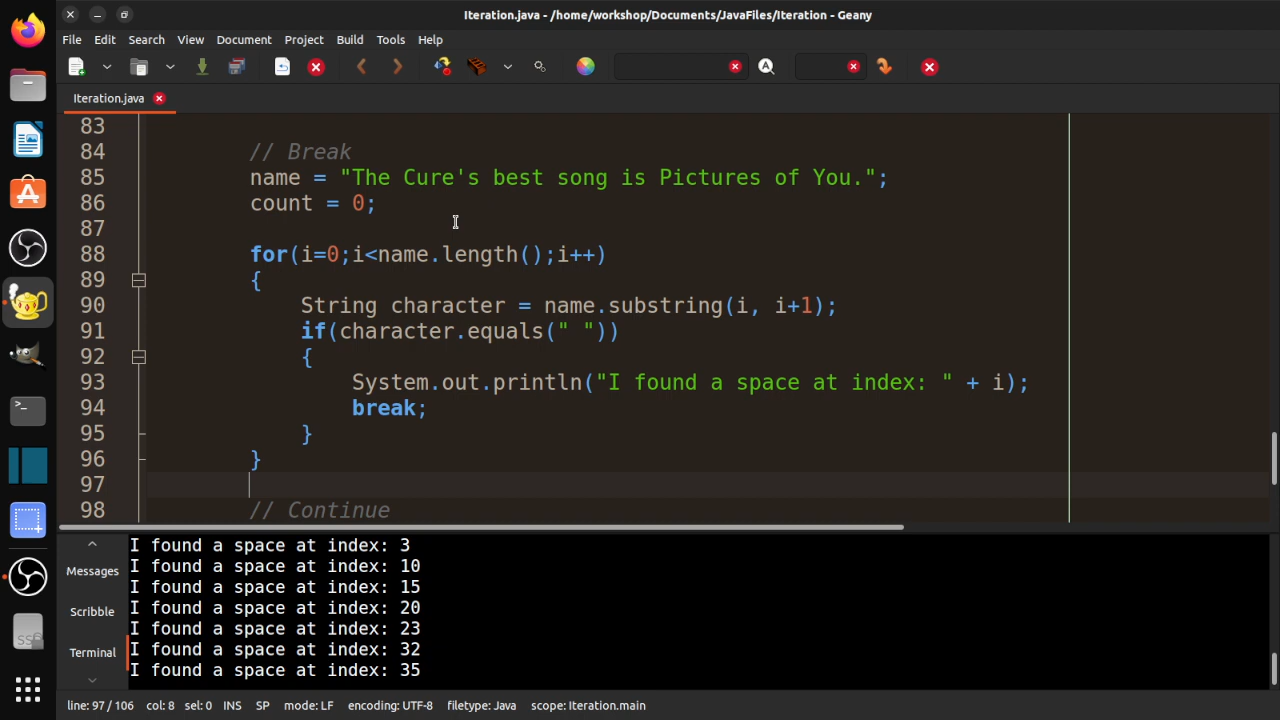 Iteration.java - /home/workshop/Documents/JavaFiles/Iteration - Geany
File Edit Search View Document Project Build Tools Help
Iteration.java
83
84 // Break
85 name = "The Cure's best song is Pictures of You.";
86 count = 0;
87
88 for(i=0;i<name.length();i++)
89 {
90 String character = name.substring(i, i+1);
91 if(character.equals(" "))
92 {
93 System.out.println("I found a space at index: " + i);
94 break;
95 }
96 }
97
98 // Continue
Messages
Scribble
Terminal
I found a space at index: 3
I found a space at index: 10
I found a space at index: 15
I found a space at index: 20
I found a space at index: 23
I found a space at index: 32
I found a space at index: 35
line: 97 / 106 col: 8 sel: 0 INS SP mode: LF encoding: UTF-8 filetype: Java scope: Iteration.main